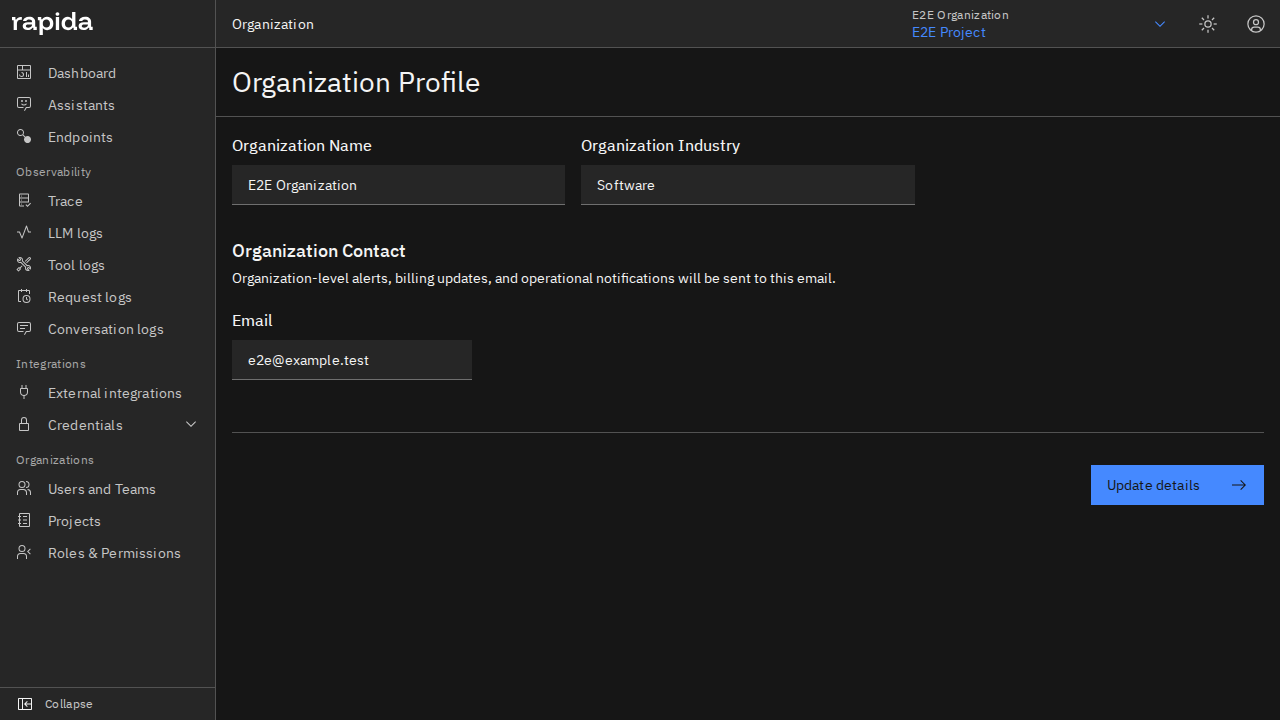 rapida
Organization
E2E Organization
E2E Project
Dashboard
Assistants
Endpoints
Observability
Trace
LLM logs
Tool logs
Request logs
Conversation logs
Integrations
External integrations
Credentials
Organizations
Users and Teams
Projects
Roles & Permissions
Collapse
Organization Profile
Organization Name
Organization Industry
E2E Organization
Software
Organization Contact
Organization-level alerts, billing updates, and operational notifications will be sent to this email.
Email
e2e@example.test
Update details